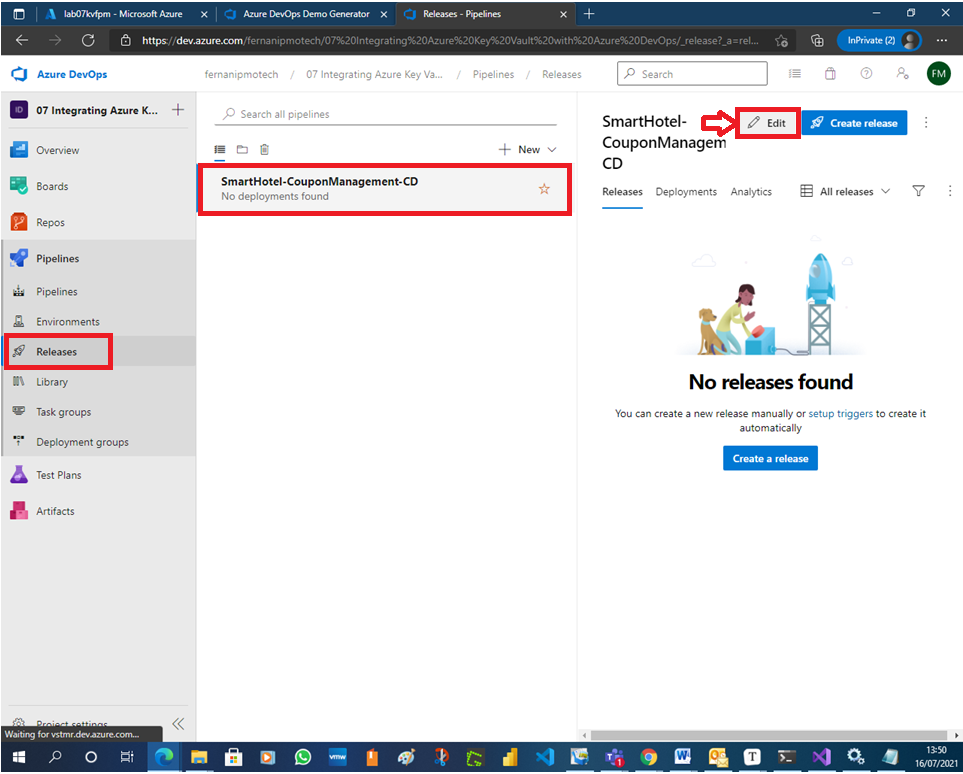 lab07kvfpm - Microsoft Azure
Azure DevOps Demo Generator
Releases - Pipelines
https://dev.azure.com/fernanipmotech/07%20Integrating%20Azure%20Key%20Vault%20with%20Azure%20DevOps/_release?_a=rel...
InPrivate (2)
Azure DevOps
fernanipmotech / 07 Integrating Azure Key Va... / Pipelines / Releases
Search
FM
ID
07 Integrating Azure K...
Overview
Boards
Repos
Pipelines
Pipelines
Environments
Releases
Library
Task groups
Deployment groups
Test Plans
Artifacts
Project settings
Search all pipelines
New
SmartHotel-CouponManagement-CD
No deployments found
SmartHotel-
CouponManagem
CD
Edit
Create release
Releases
Deployments
Analytics
All releases
No releases found
You can create a new release manually or setup triggers to create it
automatically
Create a release
Waiting for vstmr.dev.azure.com...
vmw
1
T
13:50
16/07/2021